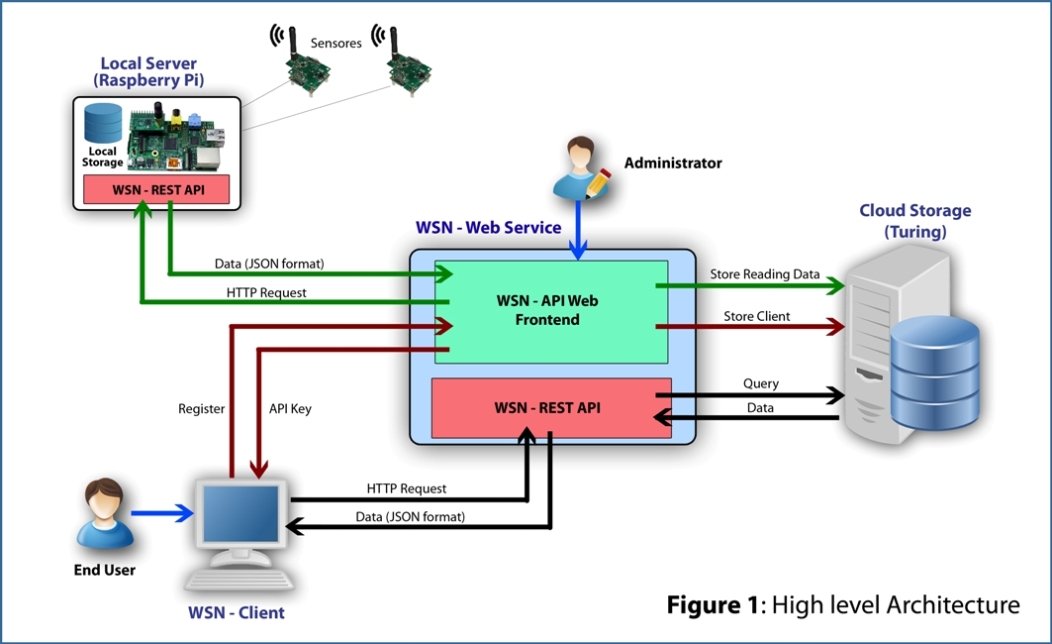 Sensores
Local Server
(Raspberry Pi)
Local
Storage
WSN - REST API
Administrator
Cloud Storage
(Turing)
WSN - Web Service
Data (JSON format)
HTTP Request
WSN - API Web
Frontend
Store Reading Data
Store Client
Register
API Key
WSN - REST API
Query
Data
HTTP Request
Data (JSON format)
End User
WSN - Client
Figure 1: High level Architecture